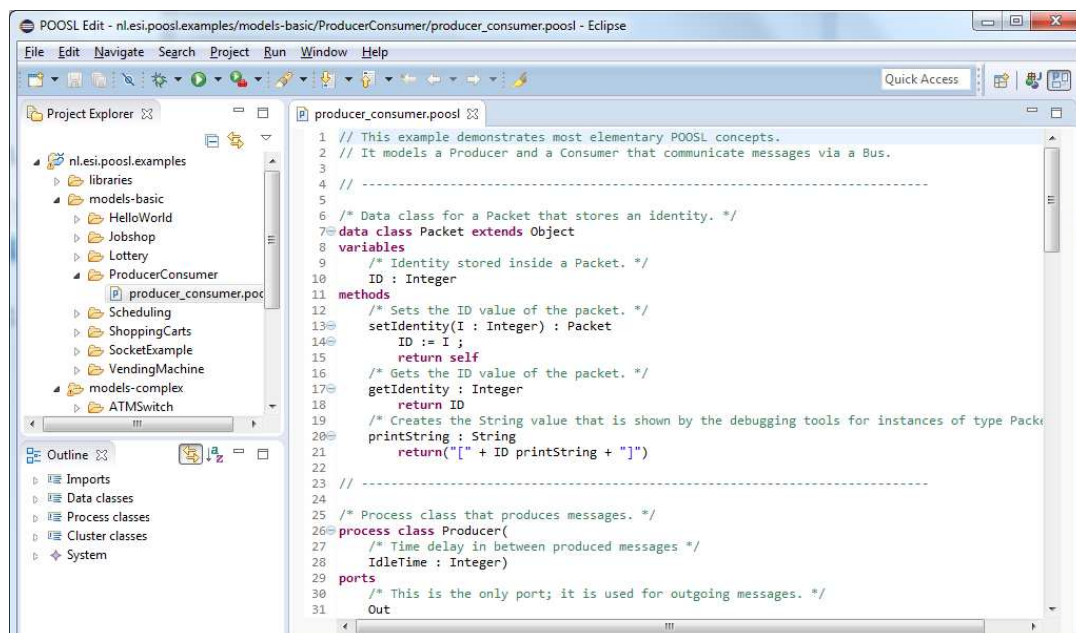 POOSL Edit - nl.esi.poosl.examples/models-basic/ProducerConsumer/producer_consumer.poosl - Eclipse
File Edit Navigate Search Project Run Window Help
Quick Access
Project Explorer
nl.esi.poosl.examples
libraries
models-basic
HelloWorld
Jobshop
Lottery
ProducerConsumer
producer_consumer.poo
Scheduling
ShoppingCarts
SocketExample
VendingMachine
models-complex
ATMSwitch
Outline
Imports
Data classes
Process classes
Cluster classes
System
producer_consumer.poosl
1 // This example demonstrates most elementary POOSL concepts.
2 // It models a Producer and a Consumer that communicate messages via a Bus.
3
4 // ------------------------------------------------------------------------------
5
6 /* Data class for a Packet that stores an identity. */
7 data class Packet extends Object
8 variables
9 /* Identity stored inside a Packet. */
10 ID : Integer
11 methods
12 /* Sets the ID value of the packet. */
13 setIdentity(I : Integer) : Packet
14 ID := I ;
15 return self
16 /* Gets the ID value of the packet. */
17 getIdentity : Integer
18 return ID
19 /* Creates the String value that is shown by the debugging tools for instances of type Packe
20 printString : String
21 return("[" + ID printString + "]")
22
23 // ------------------------------------------------------------------------------
24
25 /* Process class that produces messages. */
26 process class Producer(
27 /* Time delay in between produced messages */
28 IdleTime : Integer)
29 ports
30 /* This is the only port; it is used for outgoing messages. */
31 Out